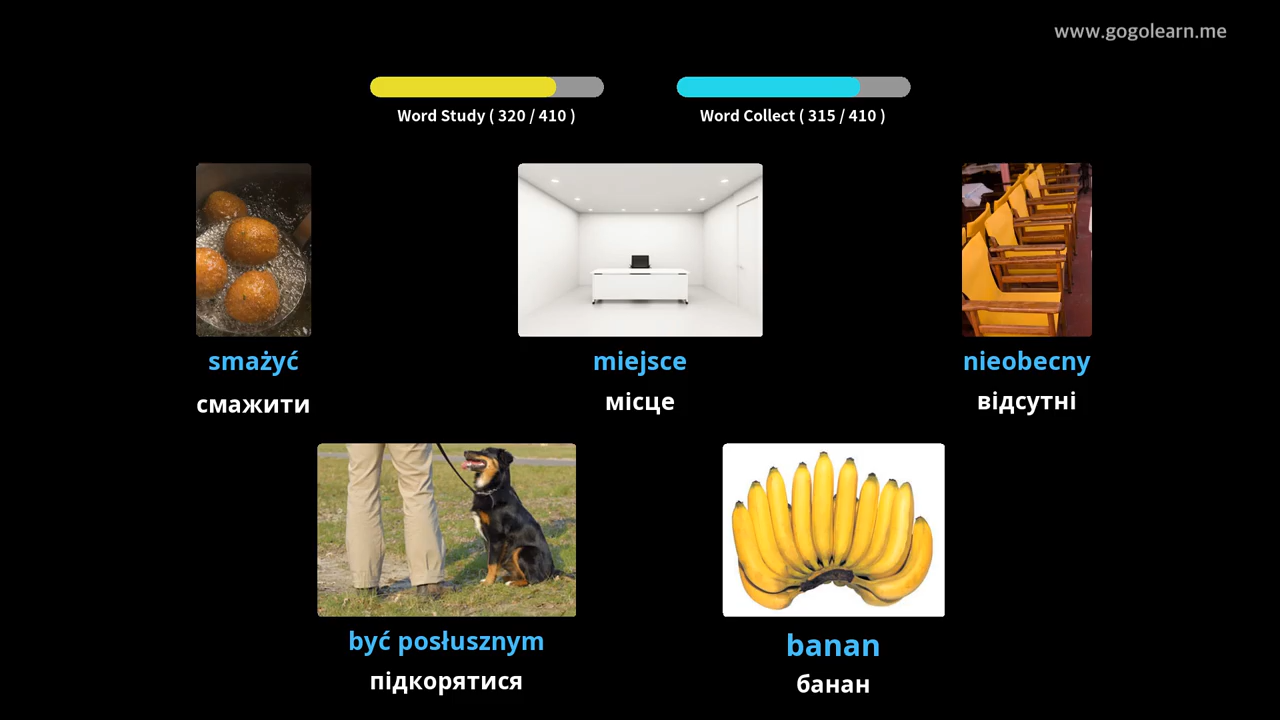 www.gogolearn.me
Word Study ( 320 / 410 )
Word Collect ( 315 / 410 )
smażyć
смажити
miejsce
місце
nieobecny
відсутні
być posłusznym
підкорятися
banan
банан